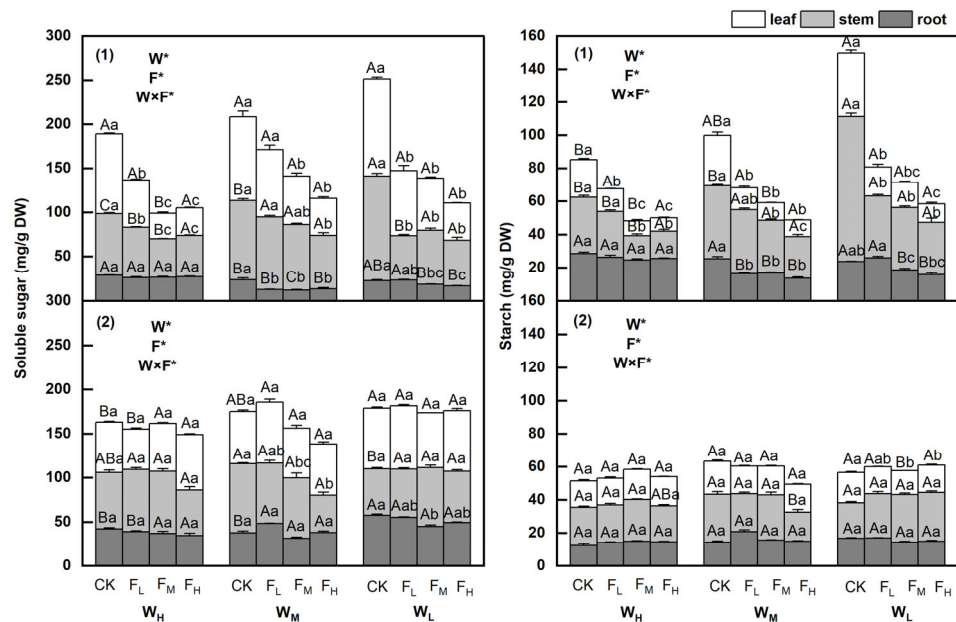 leaf stem root
Soluble sugar (mg/g DW)
300
250
200
150
100
50
300
(1)
W*
F*
W×F*
Aa Ab Bc Ac
Ca Bb Bc Ac
Aa Aa Aa Aa
Aa Aa Ab Ab
Ba Aa Aab Ab
Ba Bb Cb Bb
Aa Ab Ab Ab
Aa Ab Ab Ab
ABa Aab Bbc Bc
250
200
150
100
50
0
(2)
W*
F*
W×F*
Ba Ba Aa Aa
ABa Aa Aa Aa
Ba Ba Aa Aa
ABa Aa Aa Aa
Aa Aab Abc Ac
Ba Aa Aa Aa
Aa Aa Aa Aa
Aa Aa Aa Aa
Aa Aab Ab Aab
CK FL FM FH CK FL FM FH CK FL FM FH
WH WM WL
Starch (mg/g DW)
160
140
120
100
80
60
40
20
160
(1)
W*
F*
W×F*
Ba Ab Bc Bc
Ba Aa Ab Ab
Aa Aa Aa Aa
ABa Ab Ab Ab
Ba Aab Ab Ac
Aa Bb Bb Bb
Aa Ab Abc Ac
Aa Ab Ab Ab
Aab Aa Bc Bbc
140
120
100
80
60
40
20
0
(2)
W*
F*
W×F*
Aa Aa Aa Aa
Aa Aa Aa ABa
Aa Aa Aa Aa
Aa Aa Aa Aa
Aa Aa Aa Ba
Aa Aa Aa Aa
Aa Aab Bb Ab
Aa Aa Aa Aa
Aa Aa Aa Aa
CK FL FM FH CK FL FM FH CK FL FM FH
WH WM WL